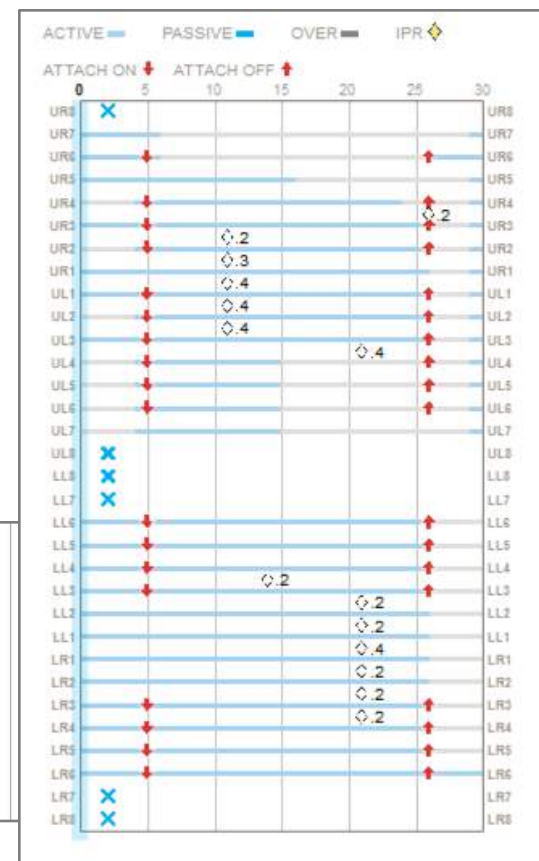 ACTIVE PASSIVE OVER IPR
ATTACH ON ATTACH OFF
0 5 10 15 20 25 30
UR8 UR8
UR7 UR7
UR6 UR6
UR5 UR5
UR4 UR4
.2
UR3 UR3
.2
UR2 UR2
.3
UR1 UR1
.4
UL1 UL1
.4
UL2 UL2
.4
UL3 UL3
.4
UL4 UL4
UL5 UL5
UL6 UL6
UL7 UL7
UL8 UL8
LL8 LL8
LL7 LL7
LL6 LL6
LL5 LL5
LL4 LL4
.2
LL3 LL3
.2
LL2 LL2
.2
LL1 LL1
.4
LR1 LR1
.2
LR2 LR2
.2
LR3 LR3
.2
LR4 LR4
LR5 LR5
LR6 LR6
LR7 LR7
LR8 LR8